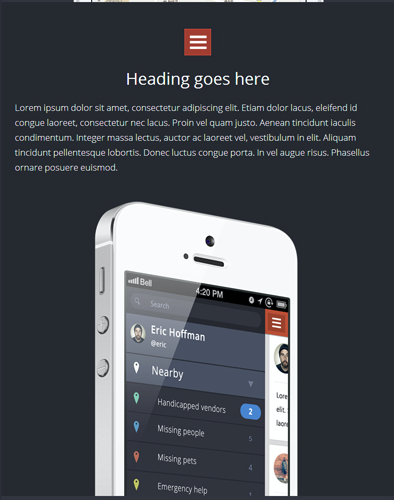 Heading goes here
Lorem ipsum dolor sit amet, consectetur adipiscing elit. Etiam dolor lacus, eleifend id
congue laoreet, consectetur nec lacus. Proin vel quam justo. Aenean tincidunt iaculis
condimentum. Integer massa lectus, auctor ac laoreet vel, vestibulum in elit. Aliquam
tincidunt pellentesque lobortis. Donec luctus congue porta. In vel augue risus. Phasellus
ornare posuere euismod.
Bell 4:20 PM
Search
Eric Hoffman
@eric
Nearby
Handicapped vendors 2
Missing people 5
Missing pets 4
Emergency help 1
Lore
elit.
allis